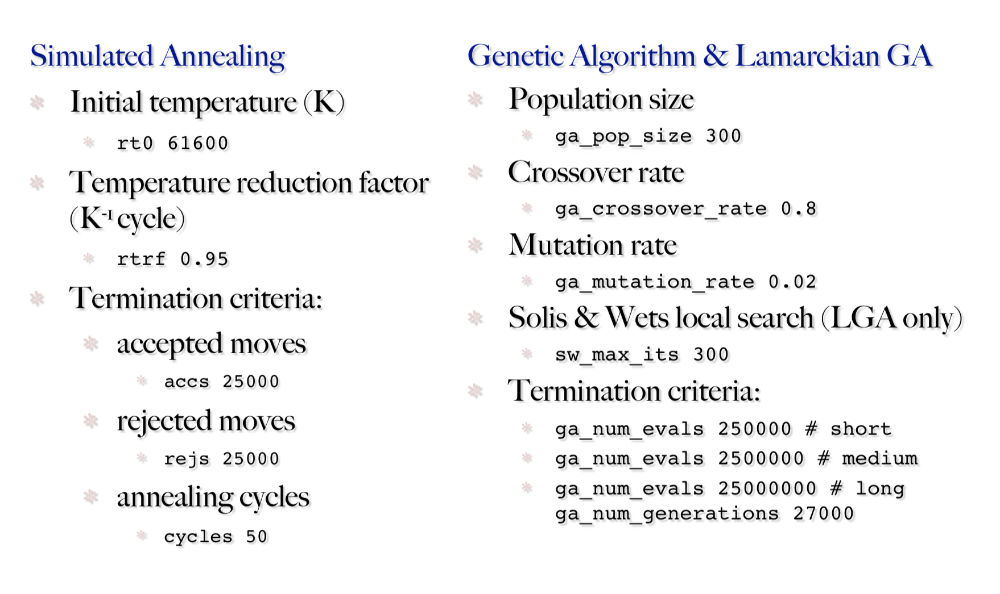 Simulated Annealing
Initial temperature (K)
rt0 61600
Temperature reduction factor
(K⁻¹ cycle)
rtrf 0.95
Termination criteria:
accepted moves
accs 25000
rejected moves
rejs 25000
annealing cycles
cycles 50
Genetic Algorithm & Lamarckian GA
Population size
ga_pop_size 300
Crossover rate
ga_crossover_rate 0.8
Mutation rate
ga_mutation_rate 0.02
Solis & Wets local search (LGA only)
sw_max_its 300
Termination criteria:
ga_num_evals 250000 # short
ga_num_evals 2500000 # medium
ga_num_evals 25000000 # long
ga_num_generations 27000